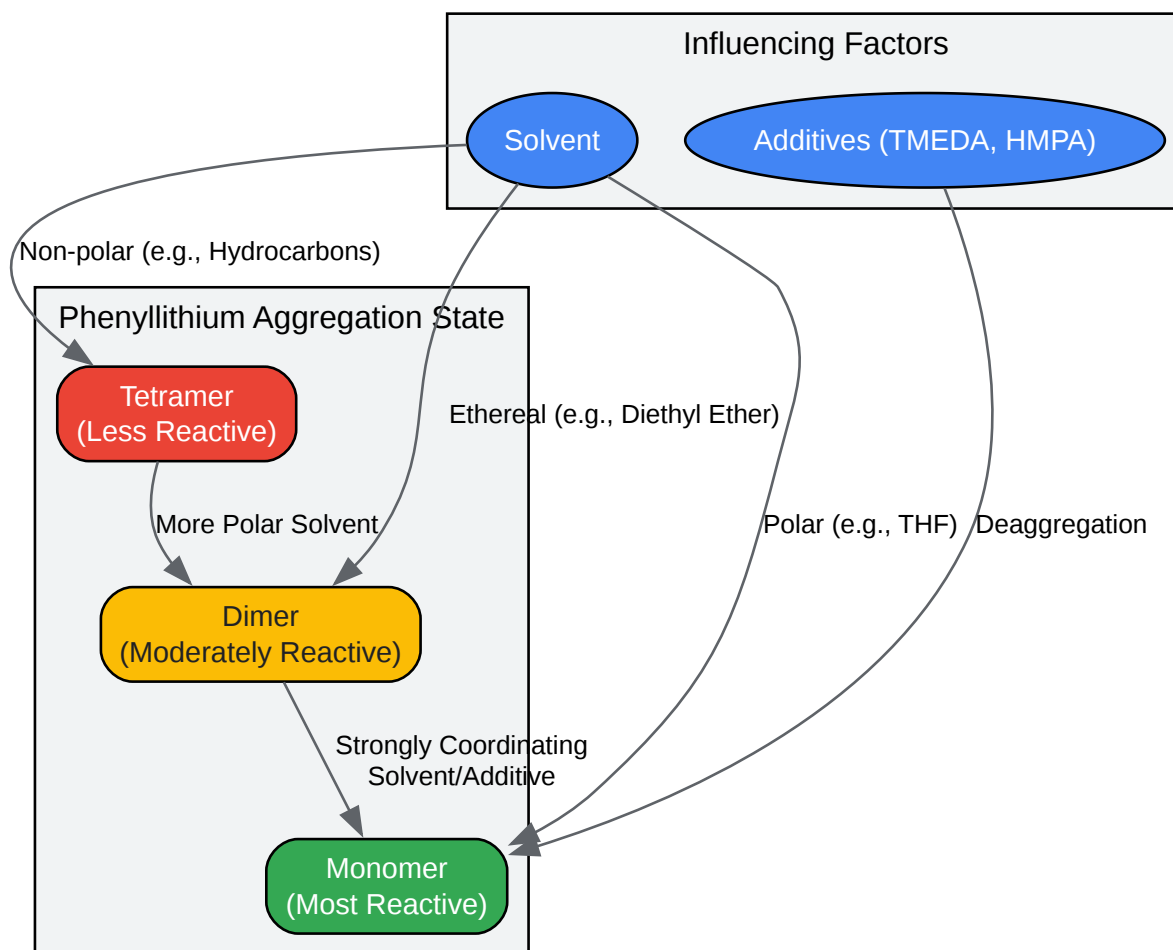 Influencing Factors
Solvent
Additives (TMEDA, HMPA)
Non-polar (e.g., Hydrocarbons)
Phenyllithium Aggregation State
Tetramer
(Less Reactive)
Ethereal (e.g., Diethyl Ether)
More Polar Solvent
Polar (e.g., THF)
Deaggregation
Dimer
(Moderately Reactive)
Strongly Coordinating
Solvent/Additive
Monomer
(Most Reactive)